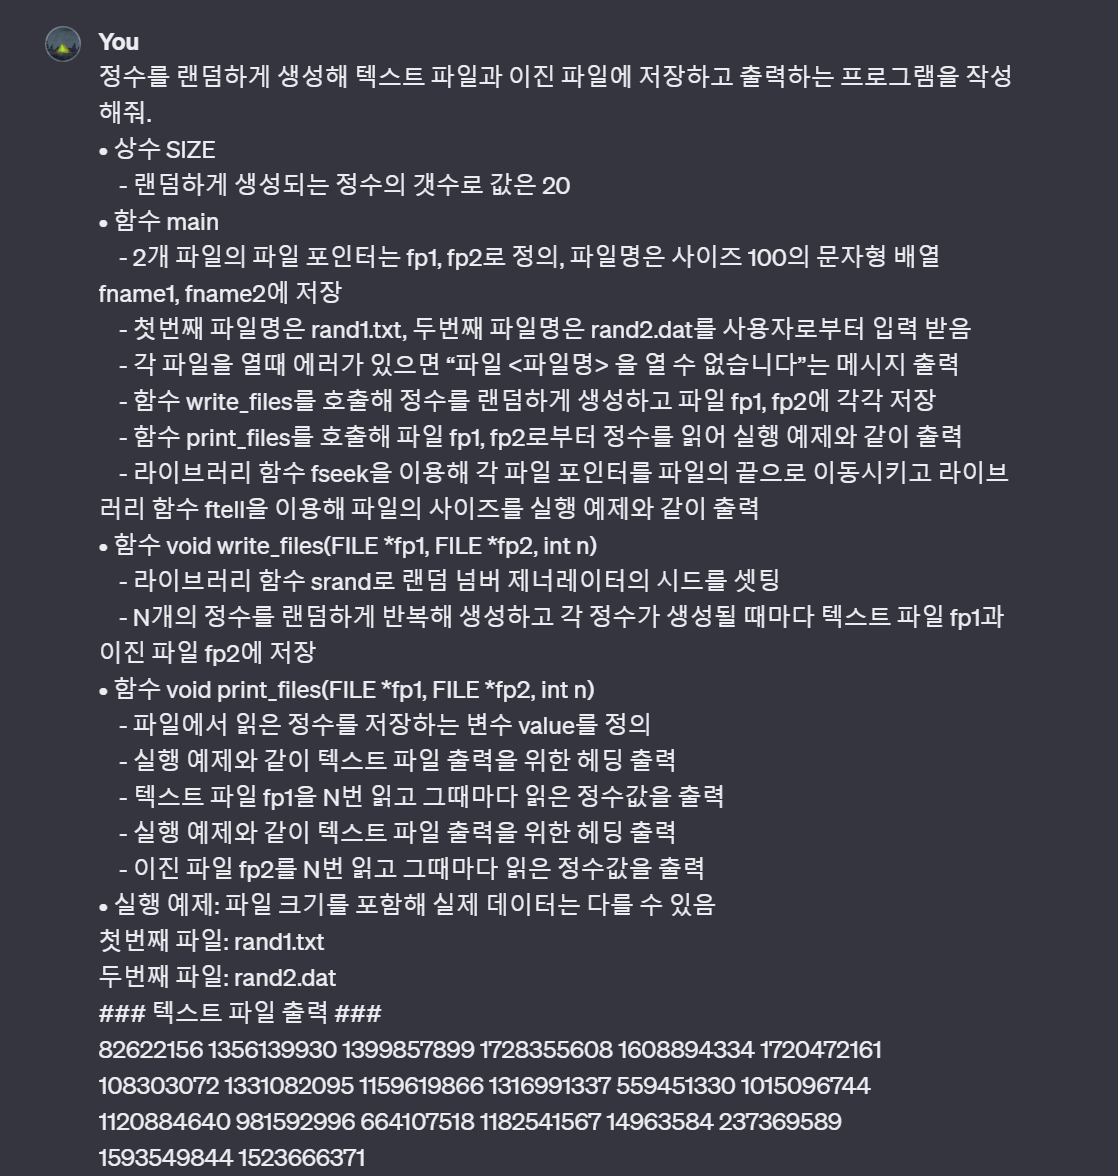 You
정수를 랜덤하게 생성해 텍스트 파일과 이진 파일에 저장하고 출력하는 프로그램을 작성
해줘.
• 상수 SIZE
- 랜덤하게 생성되는 정수의 갯수로 값은 20
• 함수 main
- 2개 파일의 파일 포인터는 fp1, fp2로 정의, 파일명은 사이즈 100의 문자형 배열
fname1, fname2에 저장
- 첫번째 파일명은 rand1.txt, 두번째 파일명은 rand2.dat를 사용자로부터 입력 받음
- 각 파일을 열때 에러가 있으면 “파일 <파일명> 을 열 수 없습니다”는 메시지 출력
- 함수 write_files를 호출해 정수를 랜덤하게 생성하고 파일 fp1, fp2에 각각 저장
- 함수 print_files를 호출해 파일 fp1, fp2로부터 정수를 읽어 실행 예제와 같이 출력
- 라이브러리 함수 fseek을 이용해 각 파일 포인터를 파일의 끝으로 이동시키고 라이브
러리 함수 ftell을 이용해 파일의 사이즈를 실행 예제와 같이 출력
• 함수 void write_files(FILE *fp1, FILE *fp2, int n)
- 라이브러리 함수 srand로 랜덤 넘버 제너레이터의 시드를 셋팅
- N개의 정수를 랜덤하게 반복해 생성하고 각 정수가 생성될 때마다 텍스트 파일 fp1과
이진 파일 fp2에 저장
• 함수 void print_files(FILE *fp1, FILE *fp2, int n)
- 파일에서 읽은 정수를 저장하는 변수 value를 정의
- 실행 예제와 같이 텍스트 파일 출력을 위한 헤딩 출력
- 텍스트 파일 fp1을 N번 읽고 그때마다 읽은 정수값을 출력
- 실행 예제와 같이 텍스트 파일 출력을 위한 헤딩 출력
- 이진 파일 fp2를 N번 읽고 그때마다 읽은 정수값을 출력
• 실행 예제: 파일 크기를 포함해 실제 데이터는 다를 수 있음
첫번째 파일: rand1.txt
두번째 파일: rand2.dat
### 텍스트 파일 출력 ###
82622156 1356139930 1399857899 1728355608 1608894334 1720472161
108303072 1331082095 1159619866 1316991337 559451330 1015096744
1120884640 981592996 664107518 1182541567 14963584 237369589
1593549844 1523666371